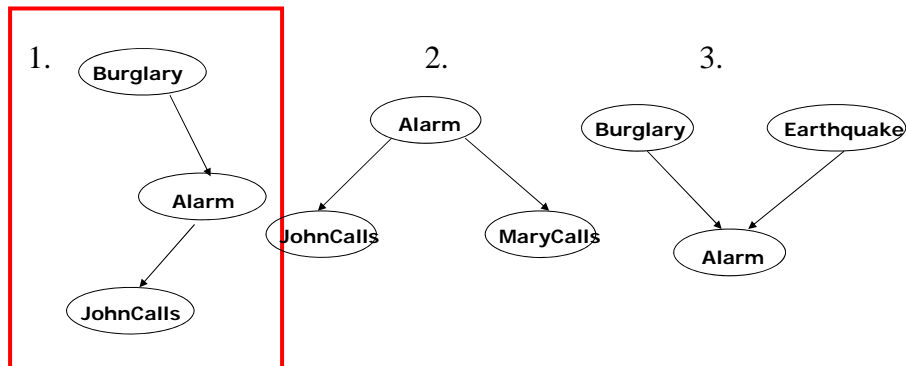 1.
Burglary
Alarm
JohnCalls
2.
Alarm
JohnCalls
MaryCalls
3.
Burglary
Earthquake
Alarm